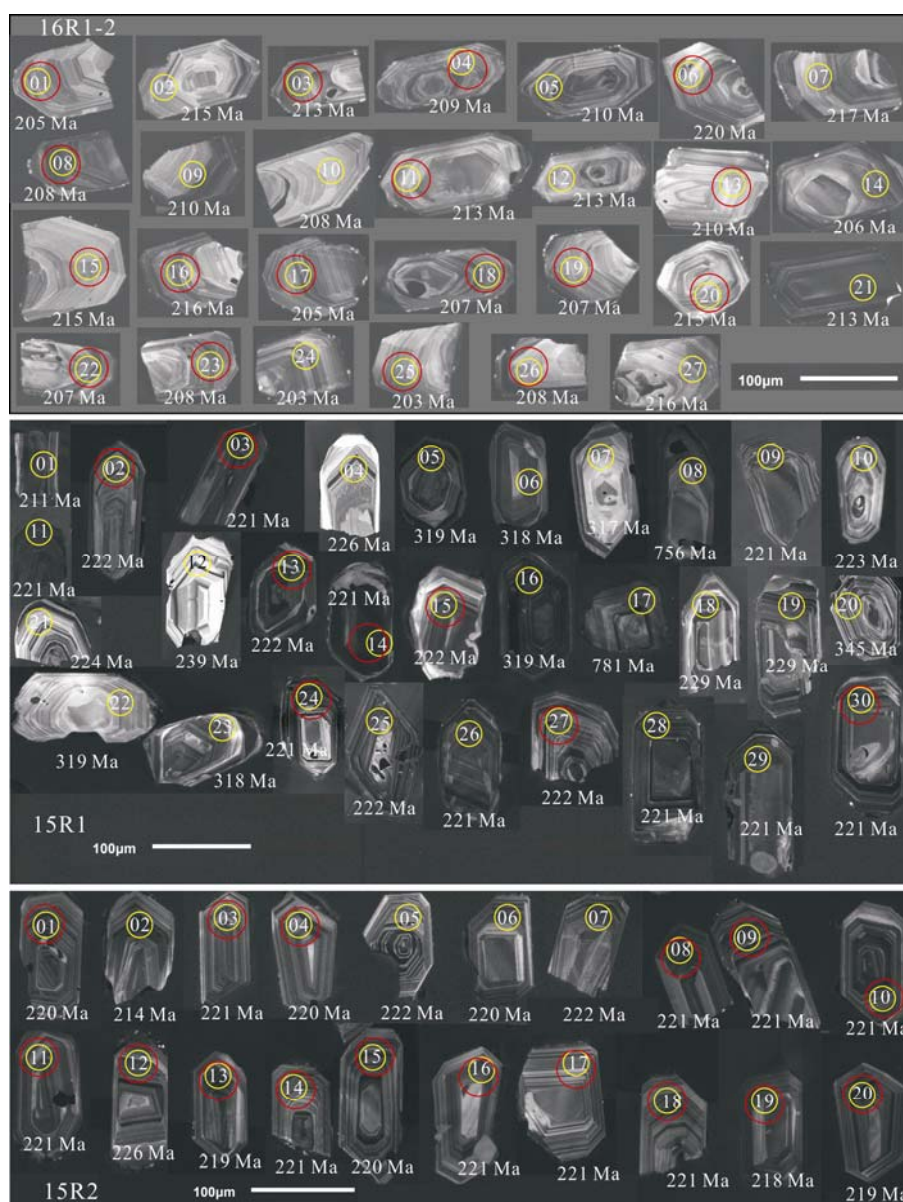 16R1-2
01 02 03 04 05 06 07
205 Ma 215 Ma 213 Ma 209 Ma 210 Ma 220 Ma 217 Ma
08 09 10 11 12 13 14
208 Ma 210 Ma 208 Ma 213 Ma 213 Ma 210 Ma 206 Ma
15 16 17 18 19 20 21
215 Ma 216 Ma 205 Ma 207 Ma 207 Ma 215 Ma 213 Ma
22 23 24 25 26 27
207 Ma 208 Ma 203 Ma 203 Ma 208 Ma 216 Ma
100μm
01 02 03 04 05 06 07 08 09 10
211 Ma 222 Ma 221 Ma 226 Ma 319 Ma 318 Ma 317 Ma 756 Ma 221 Ma 223 Ma
11 12 13 14 15 16 17 18 19 20
221 Ma 239 Ma 222 Ma 221 Ma 222 Ma 319 Ma 781 Ma 229 Ma 229 Ma 345 Ma
21 22 23 24 25 26 27 28 29 30
224 Ma 319 Ma 318 Ma 221 Ma 222 Ma 221 Ma 222 Ma 221 Ma 221 Ma 221 Ma
15R1
100μm
01 02 03 04 05 06 07 08 09 10
220 Ma 214 Ma 221 Ma 220 Ma 222 Ma 220 Ma 222 Ma 221 Ma 221 Ma 221 Ma
11 12 13 14 15 16 17 18 19 20
221 Ma 226 Ma 219 Ma 221 Ma 220 Ma 221 Ma 221 Ma 221 Ma 218 Ma 219 Ma
15R2
100μm